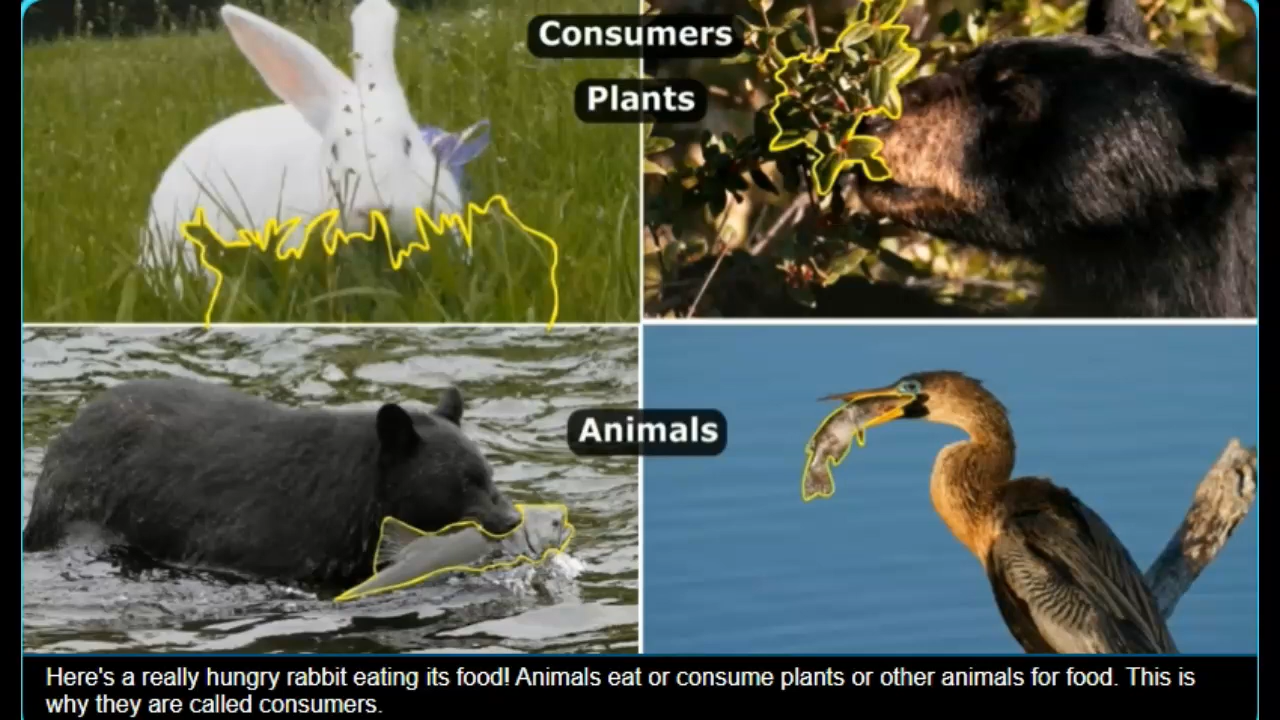 Consumers
Plants
Animals
Here's a really hungry rabbit eating its food! Animals eat or consume plants or other animals for food. This is
why they are called consumers.